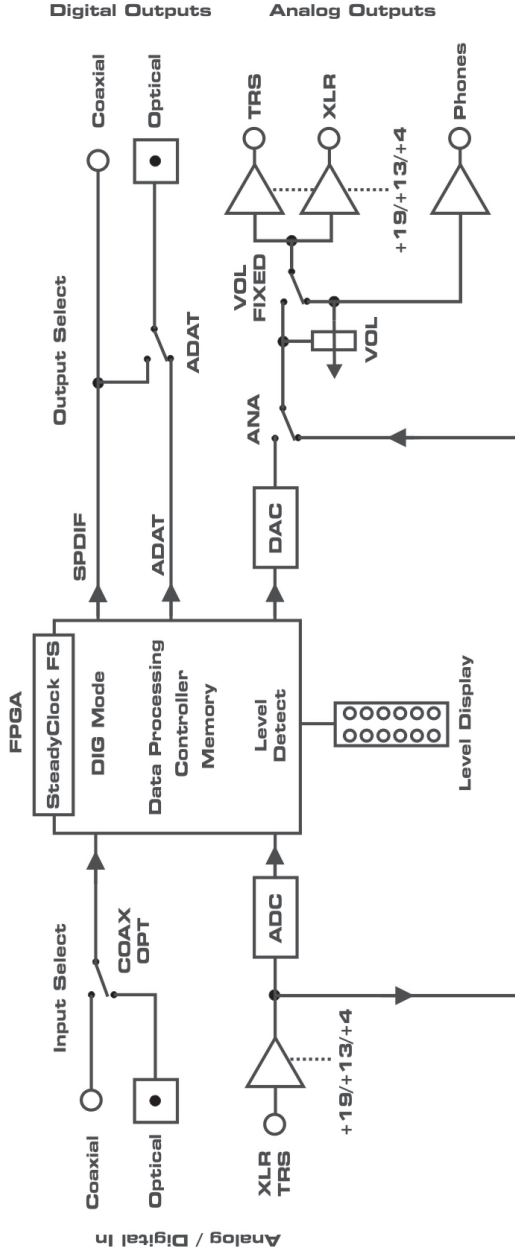 Analog / Digital In
Coaxial
Optical
XLR
TRS
Input Select
COAX
OPT
+19/+13/+4
ADC
FPGA
SteadyClock FS
DIG Mode
Data Processing
Controller
Memory
Level
Detect
Level Display
SPDIF
ADAT
DAC
Output Select
ADAT
ANA
VOL
FIXED
VOL
+19/+13/+4
Coaxial
Optical
TRS
XLR
Phones
Digital Outputs
Analog Outputs